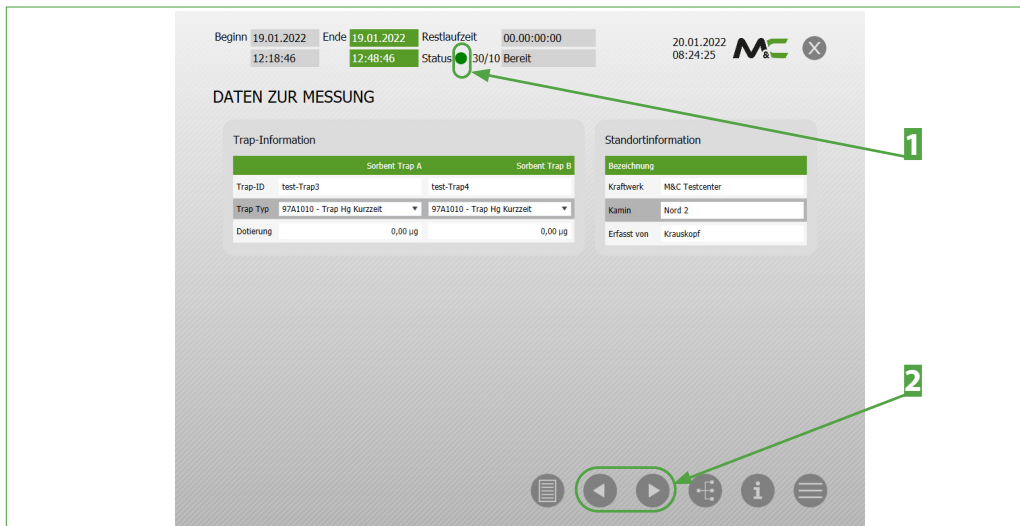 Beginn 19.01.2022 Ende 19.01.2022 Restlaufzeit 00.00:00:00
12:18:46 12:48:46 Status 30/10 Bereit
20.01.2022
08:24:25
M&C
X
DATEN ZUR MESSUNG
1
Trap-Information
Sorbent Trap A Sorbent Trap B
Trap-ID test-Trap3 test-Trap4
Trap Typ 97A1010 - Trap Hg Kurzzeit 97A1010 - Trap Hg Kurzzeit
Dotierung 0,00 µg 0,00 µg
Standortinformation
Bezeichnung
Kraftwerk M&C Testcenter
Kamin Nord 2
Erfasst von Krauskopf
2
i